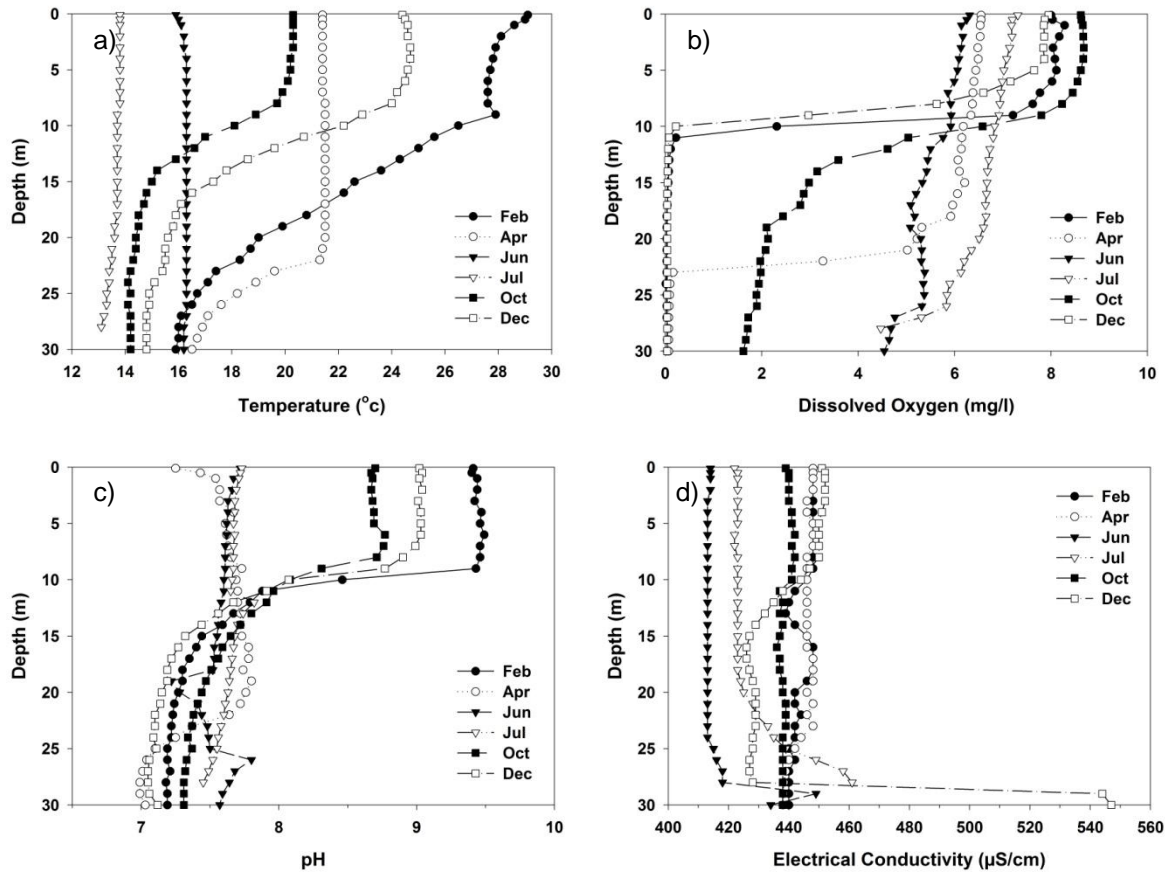 a)
0
5
10
15
20
25
30
Depth (m)
12 14 16 18 20 22 24 26 28 30
Temperature (°c)
Feb
Apr
Jun
Jul
Oct
Dec
b)
0
5
10
15
20
25
30
Depth (m)
0 2 4 6 8 10
Dissolved Oxygen (mg/l)
Feb
Apr
Jun
Jul
Oct
Dec
c)
0
5
10
15
20
25
30
Depth (m)
7 8 9 10
pH
Feb
Apr
Jun
Jul
Oct
Dec
d)
0
5
10
15
20
25
30
Depth (m)
400 420 440 460 480 500 520 540 560
Electrical Conductivity (µS/cm)
Feb
Apr
Jun
Jul
Oct
Dec